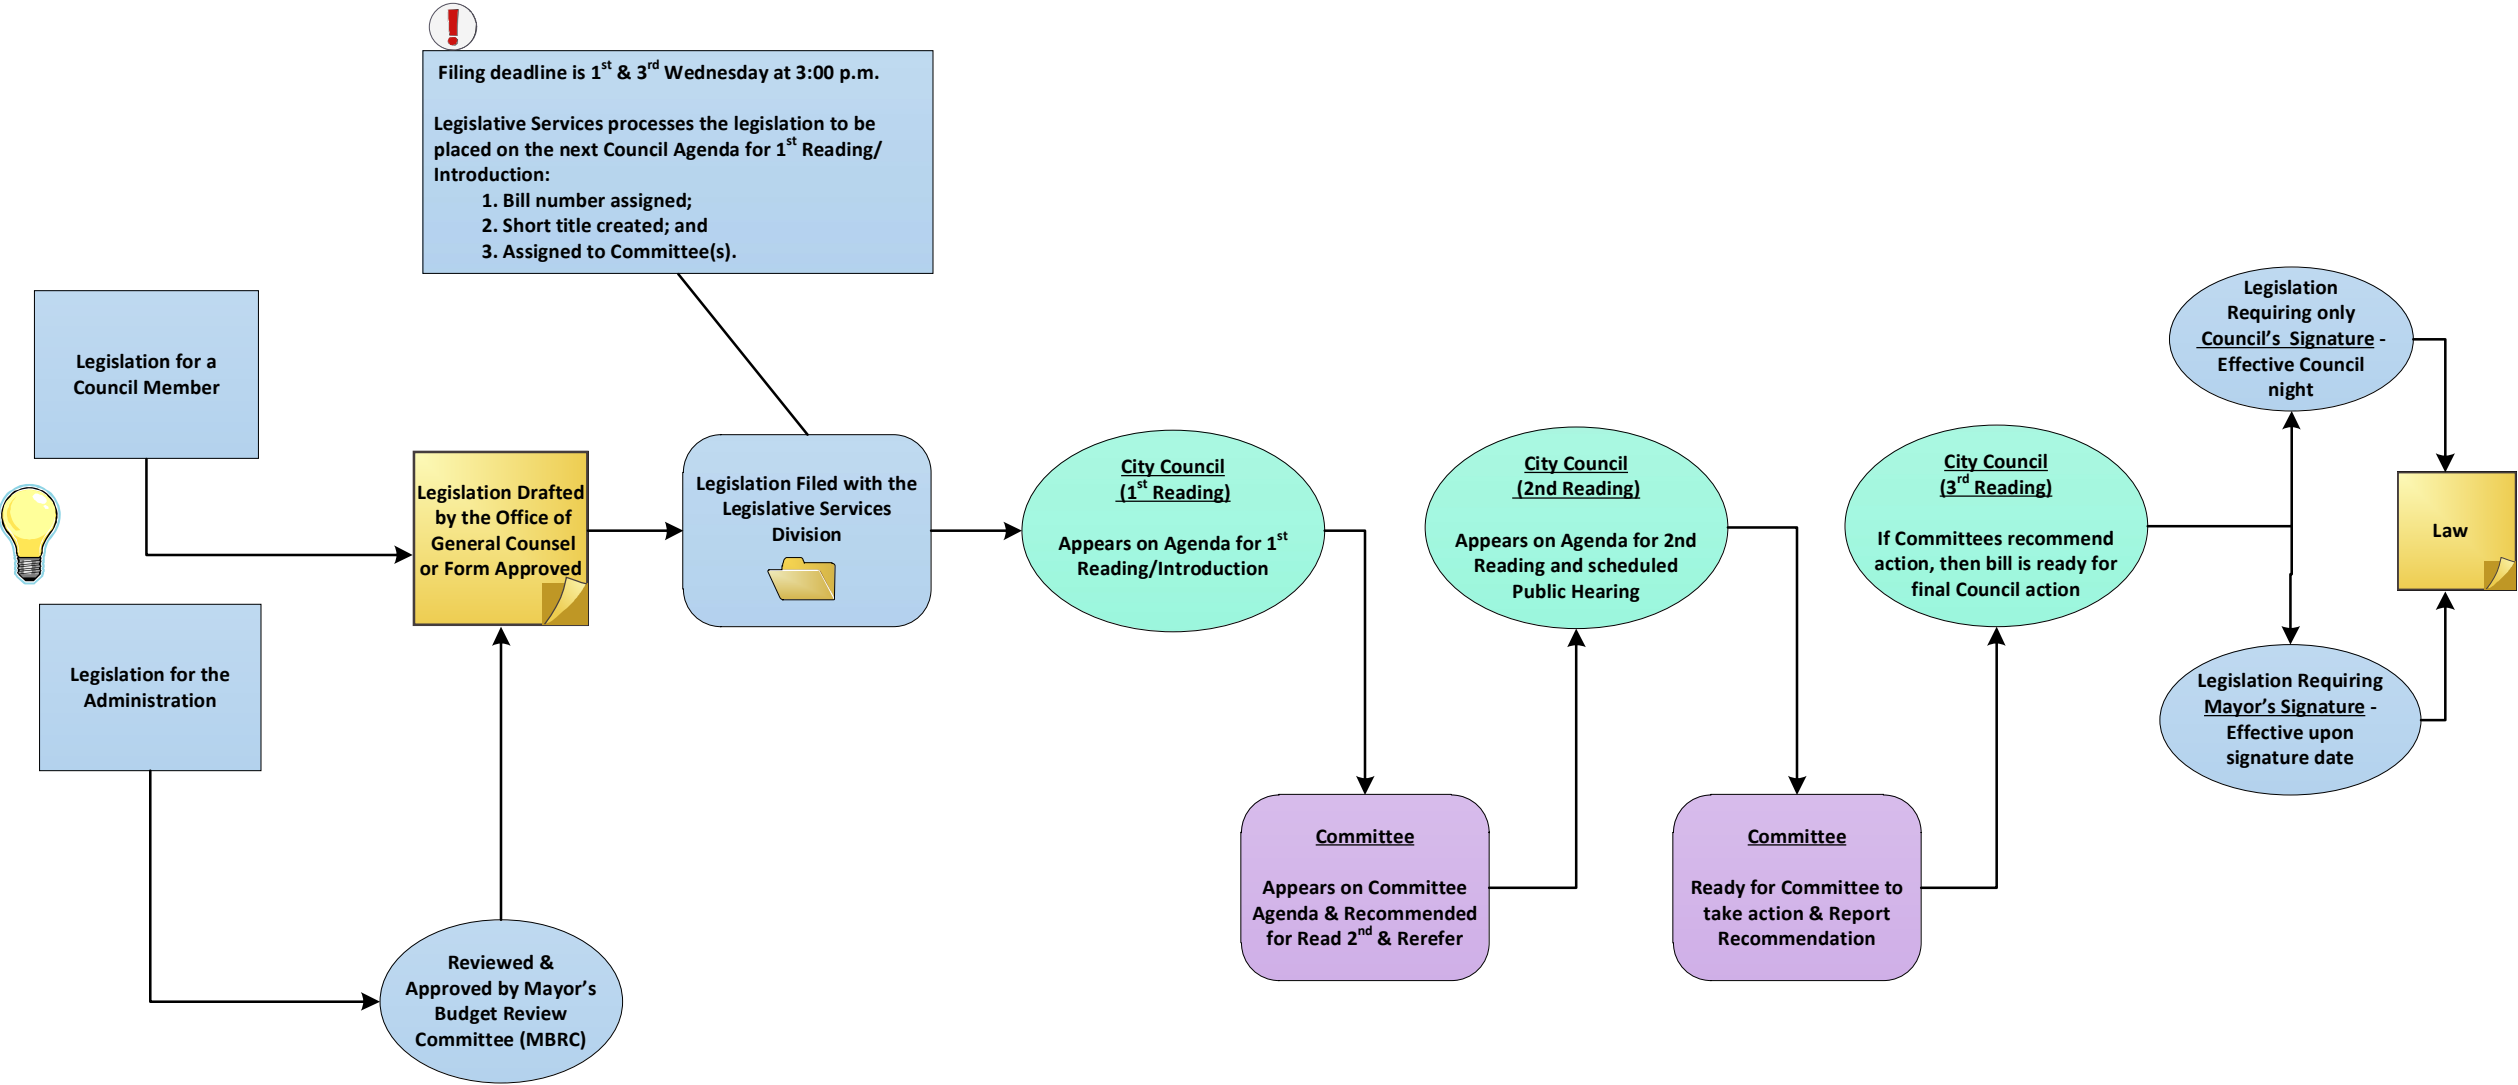 Filing deadline is 1st & 3rd Wednesday at 3:00 p.m.
Legislative Services processes the legislation to be
placed on the next Council Agenda for 1st Reading/
Introduction:
1. Bill number assigned;
2. Short title created; and
3. Assigned to Committee(s).
Legislation for a
Council Member
Legislation for the
Administration
Reviewed &
Approved by Mayor’s
Budget Review
Committee (MBRC)
Legislation Drafted
by the Office of
General Counsel
or Form Approved
Legislation Filed with the
Legislative Services
Division
City Council
(1st Reading)
Appears on Agenda for 1st
Reading/Introduction
Committee
Appears on Committee
Agenda & Recommended
for Read 2nd & Rerefer
City Council
(2nd Reading)
Appears on Agenda for 2nd
Reading and scheduled
Public Hearing
Committee
Ready for Committee to
take action & Report
Recommendation
City Council
(3rd Reading)
If Committees recommend
action, then bill is ready for
final Council action
Legislation
Requiring only
Council’s Signature -
Effective Council
night
Legislation Requiring
Mayor’s Signature -
Effective upon
signature date
Law